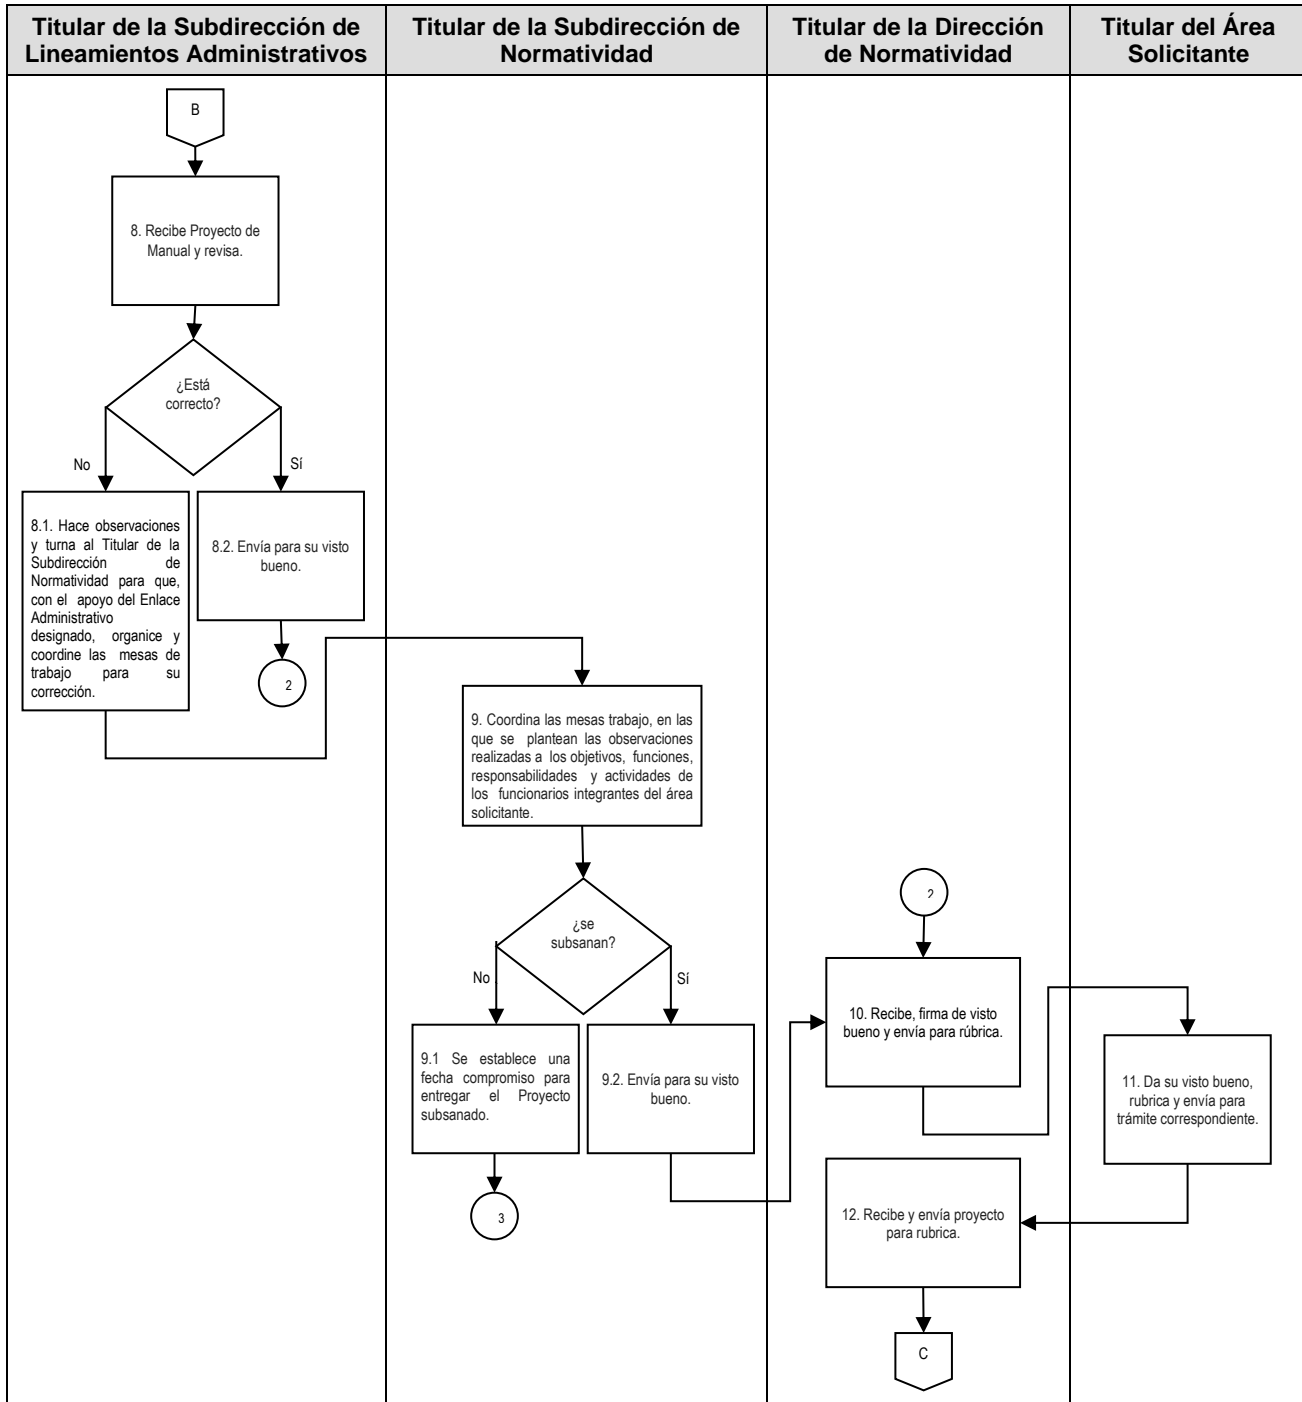 Titular de la Subdirección de
Lineamientos Administrativos
Titular de la Subdirección de
Normatividad
Titular de la Dirección
de Normatividad
Titular del Área
Solicitante
B
8. Recibe Proyecto de
Manual y revisa.
¿Está
correcto?
No
Sí
8.1. Hace observaciones
y turna al Titular de la
Subdirección de
Normatividad para que,
con el apoyo del Enlace
Administrativo
designado, organice y
coordine las mesas de
trabajo para su
corrección.
8.2. Envía para su visto
bueno.
2
9. Coordina las mesas trabajo, en las
que se plantean las observaciones
realizadas a los objetivos, funciones,
responsabilidades y actividades de
los funcionarios integrantes del área
solicitante.
¿se
subsanan?
No
Sí
9.1 Se establece una
fecha compromiso para
entregar el Proyecto
subsanado.
9.2. Envía para su visto
bueno.
3
2
10. Recibe, firma de visto
bueno y envía para rúbrica.
11. Da su visto bueno,
rubrica y envía para
trámite correspondiente.
12. Recibe y envía proyecto
para rubrica.
C